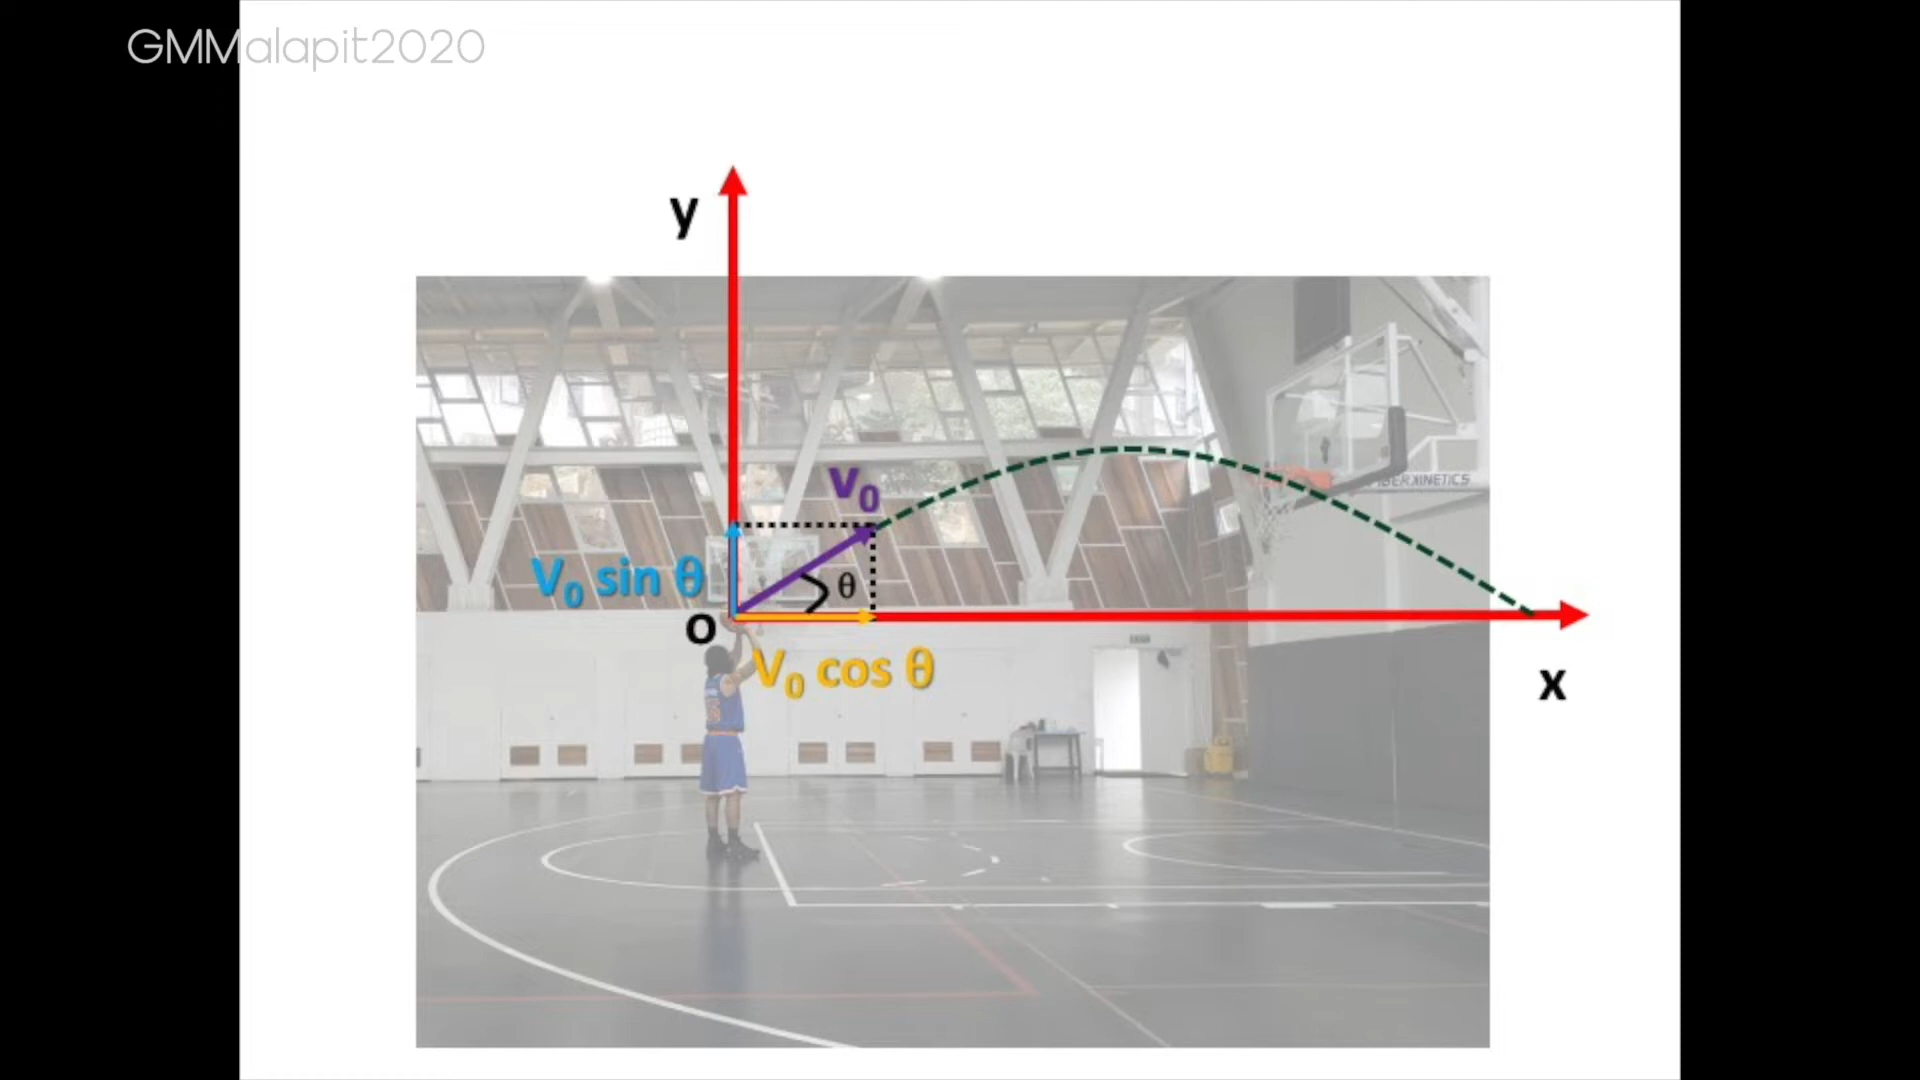 GMMalapit2020
y
V₀
V₀ sin θ
θ
O
V₀ cos θ
x